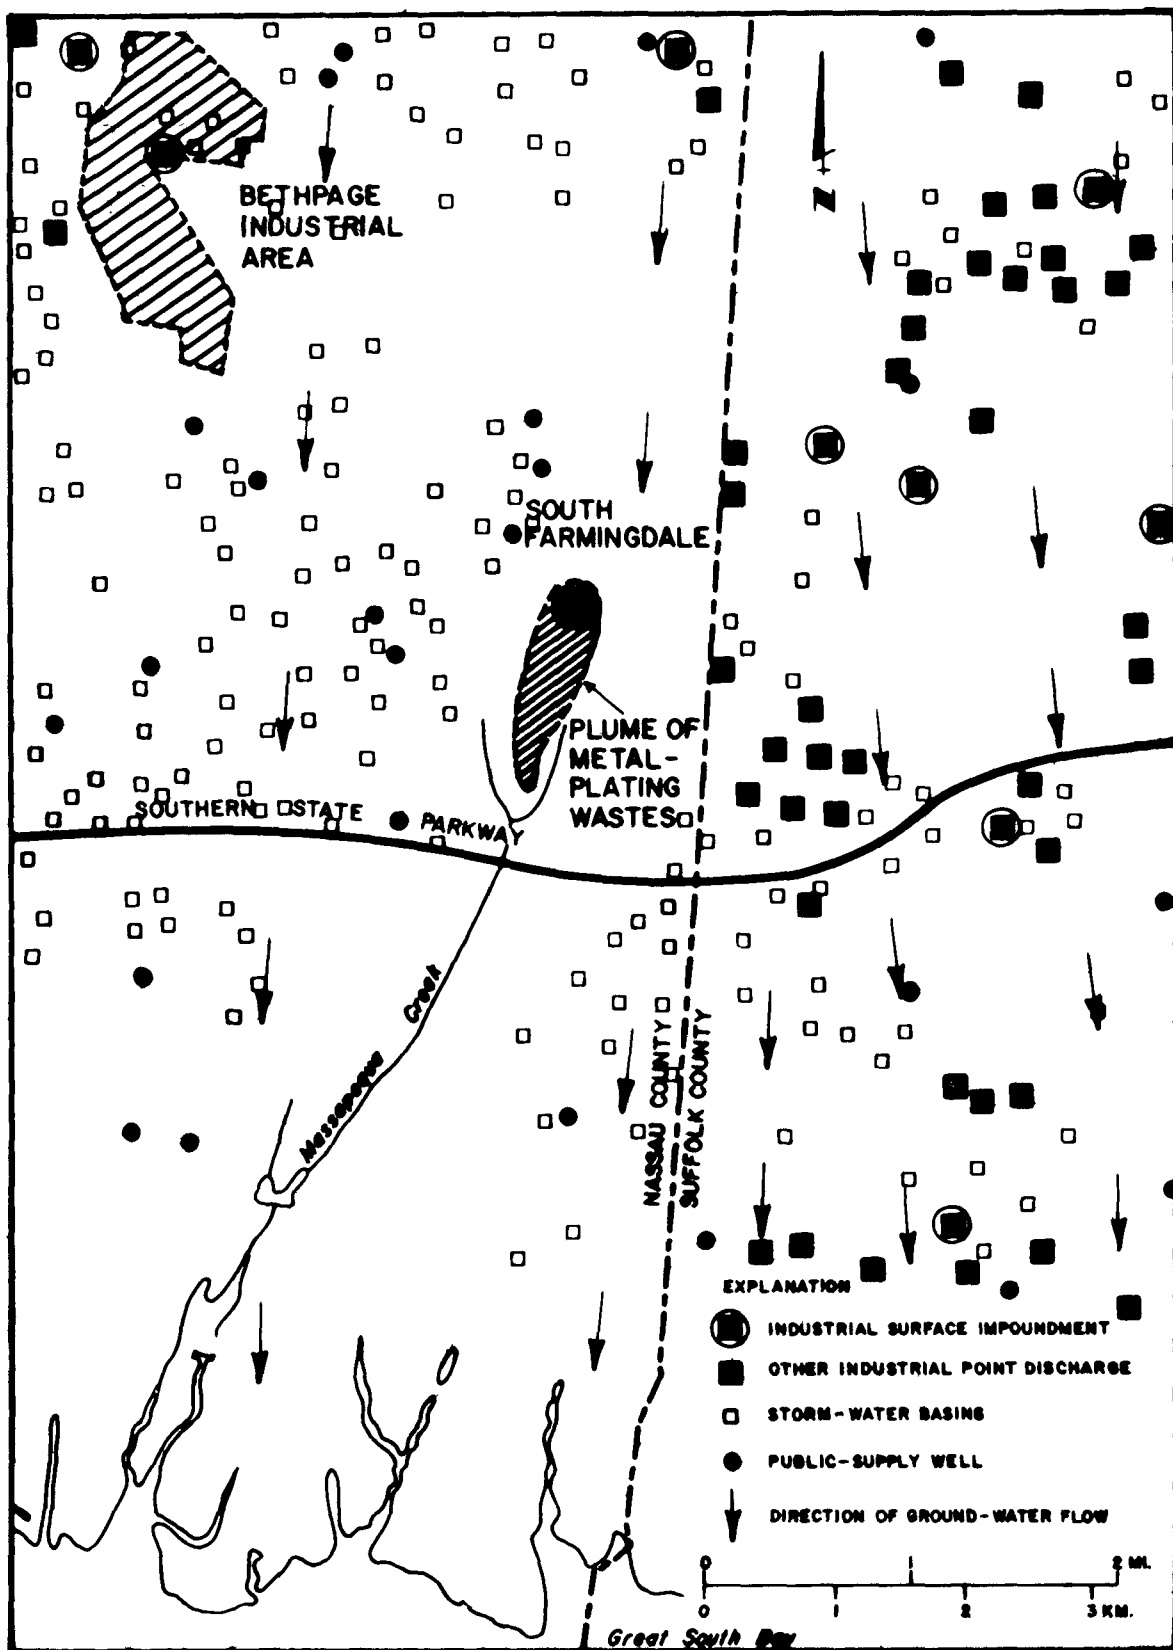 N
BETHPAGE
INDUSTRIAL
AREA
SOUTH
FARMINGDALE
PLUME OF
METAL-
PLATING
WASTES
SOUTHERN STATE PARKWAY
Massapequa Creek
NASSAU COUNTY
SUFFOLK COUNTY
EXPLANATION
INDUSTRIAL SURFACE IMPOUNDMENT
OTHER INDUSTRIAL POINT DISCHARGE
STORM-WATER BASING
PUBLIC-SUPPLY WELL
DIRECTION OF GROUND-WATER FLOW
0 1 2 MI.
0 1 2 3 KM.
Great South Bay